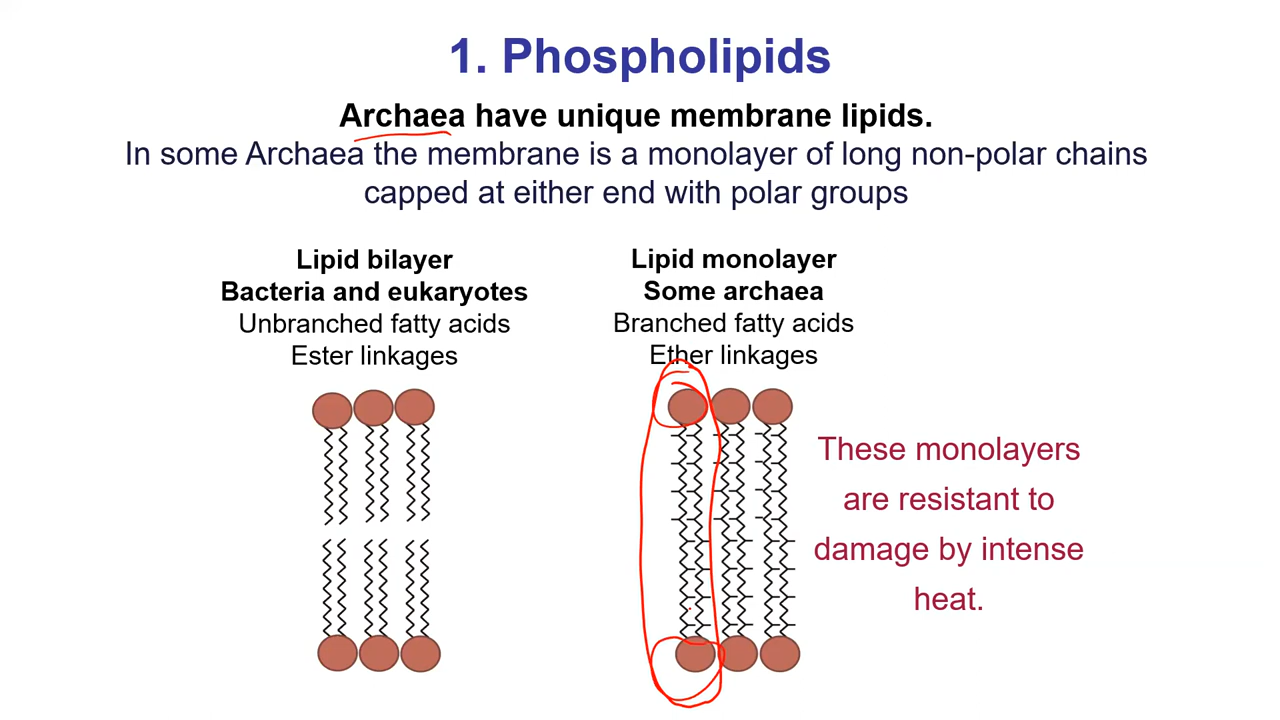 1. Phospholipids
Archaea have unique membrane lipids.
In some Archaea the membrane is a monolayer of long non-polar chains
capped at either end with polar groups
Lipid bilayer
Bacteria and eukaryotes
Unbranched fatty acids
Ester linkages
Lipid monolayer
Some archaea
Branched fatty acids
Ether linkages
These monolayers
are resistant to
damage by intense
heat.